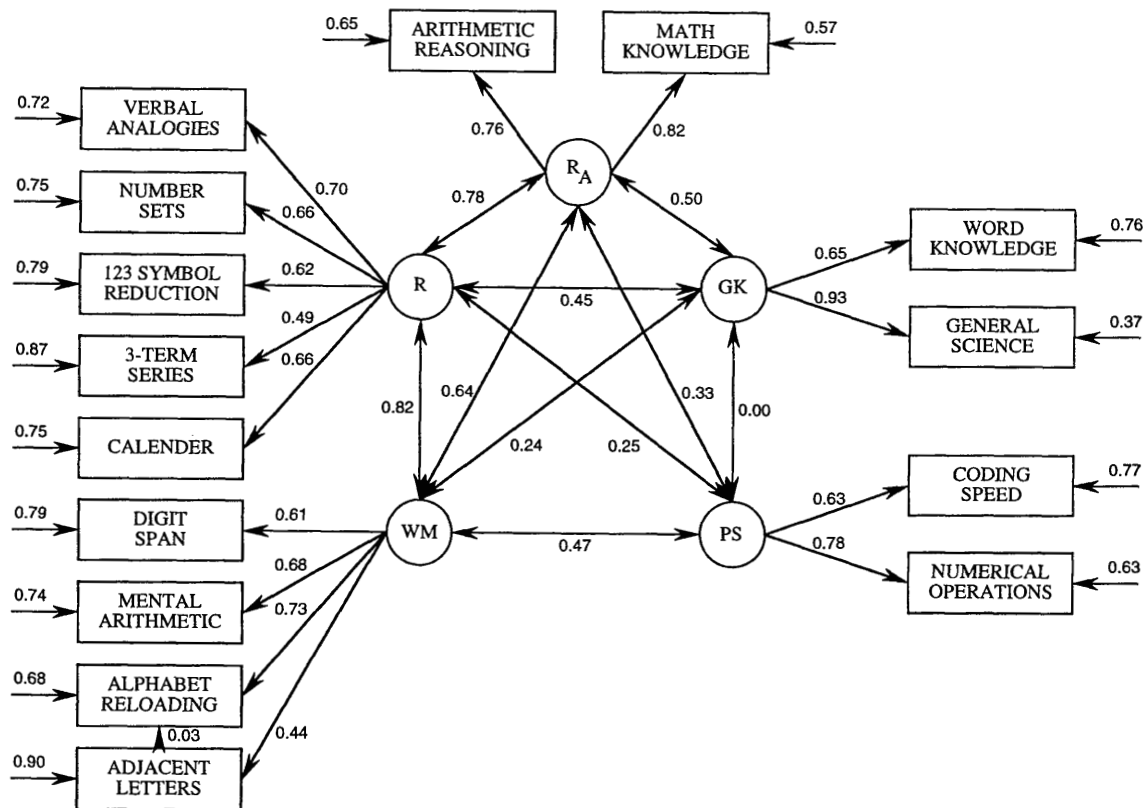 0.65
ARITHMETIC
REASONING
MATH
KNOWLEDGE
0.57
0.76
0.82
0.72
VERBAL
ANALOGIES
0.75
NUMBER
SETS
0.79
123 SYMBOL
REDUCTION
0.87
3-TERM
SERIES
0.75
CALENDER
0.70
0.66
0.62
0.49
0.66
R
A
0.78
0.50
R
0.45
GK
0.65
0.93
WORD
KNOWLEDGE
0.76
GENERAL
SCIENCE
0.37
0.82
0.64
0.24
0.25
0.33
0.00
0.79
DIGIT
SPAN
0.74
MENTAL
ARITHMETIC
0.68
ALPHABET
RELOADING
0.03
0.90
ADJACENT
LETTERS
0.61
0.68
0.73
0.44
WM
0.47
PS
0.63
0.78
CODING
SPEED
0.77
NUMERICAL
OPERATIONS
0.63